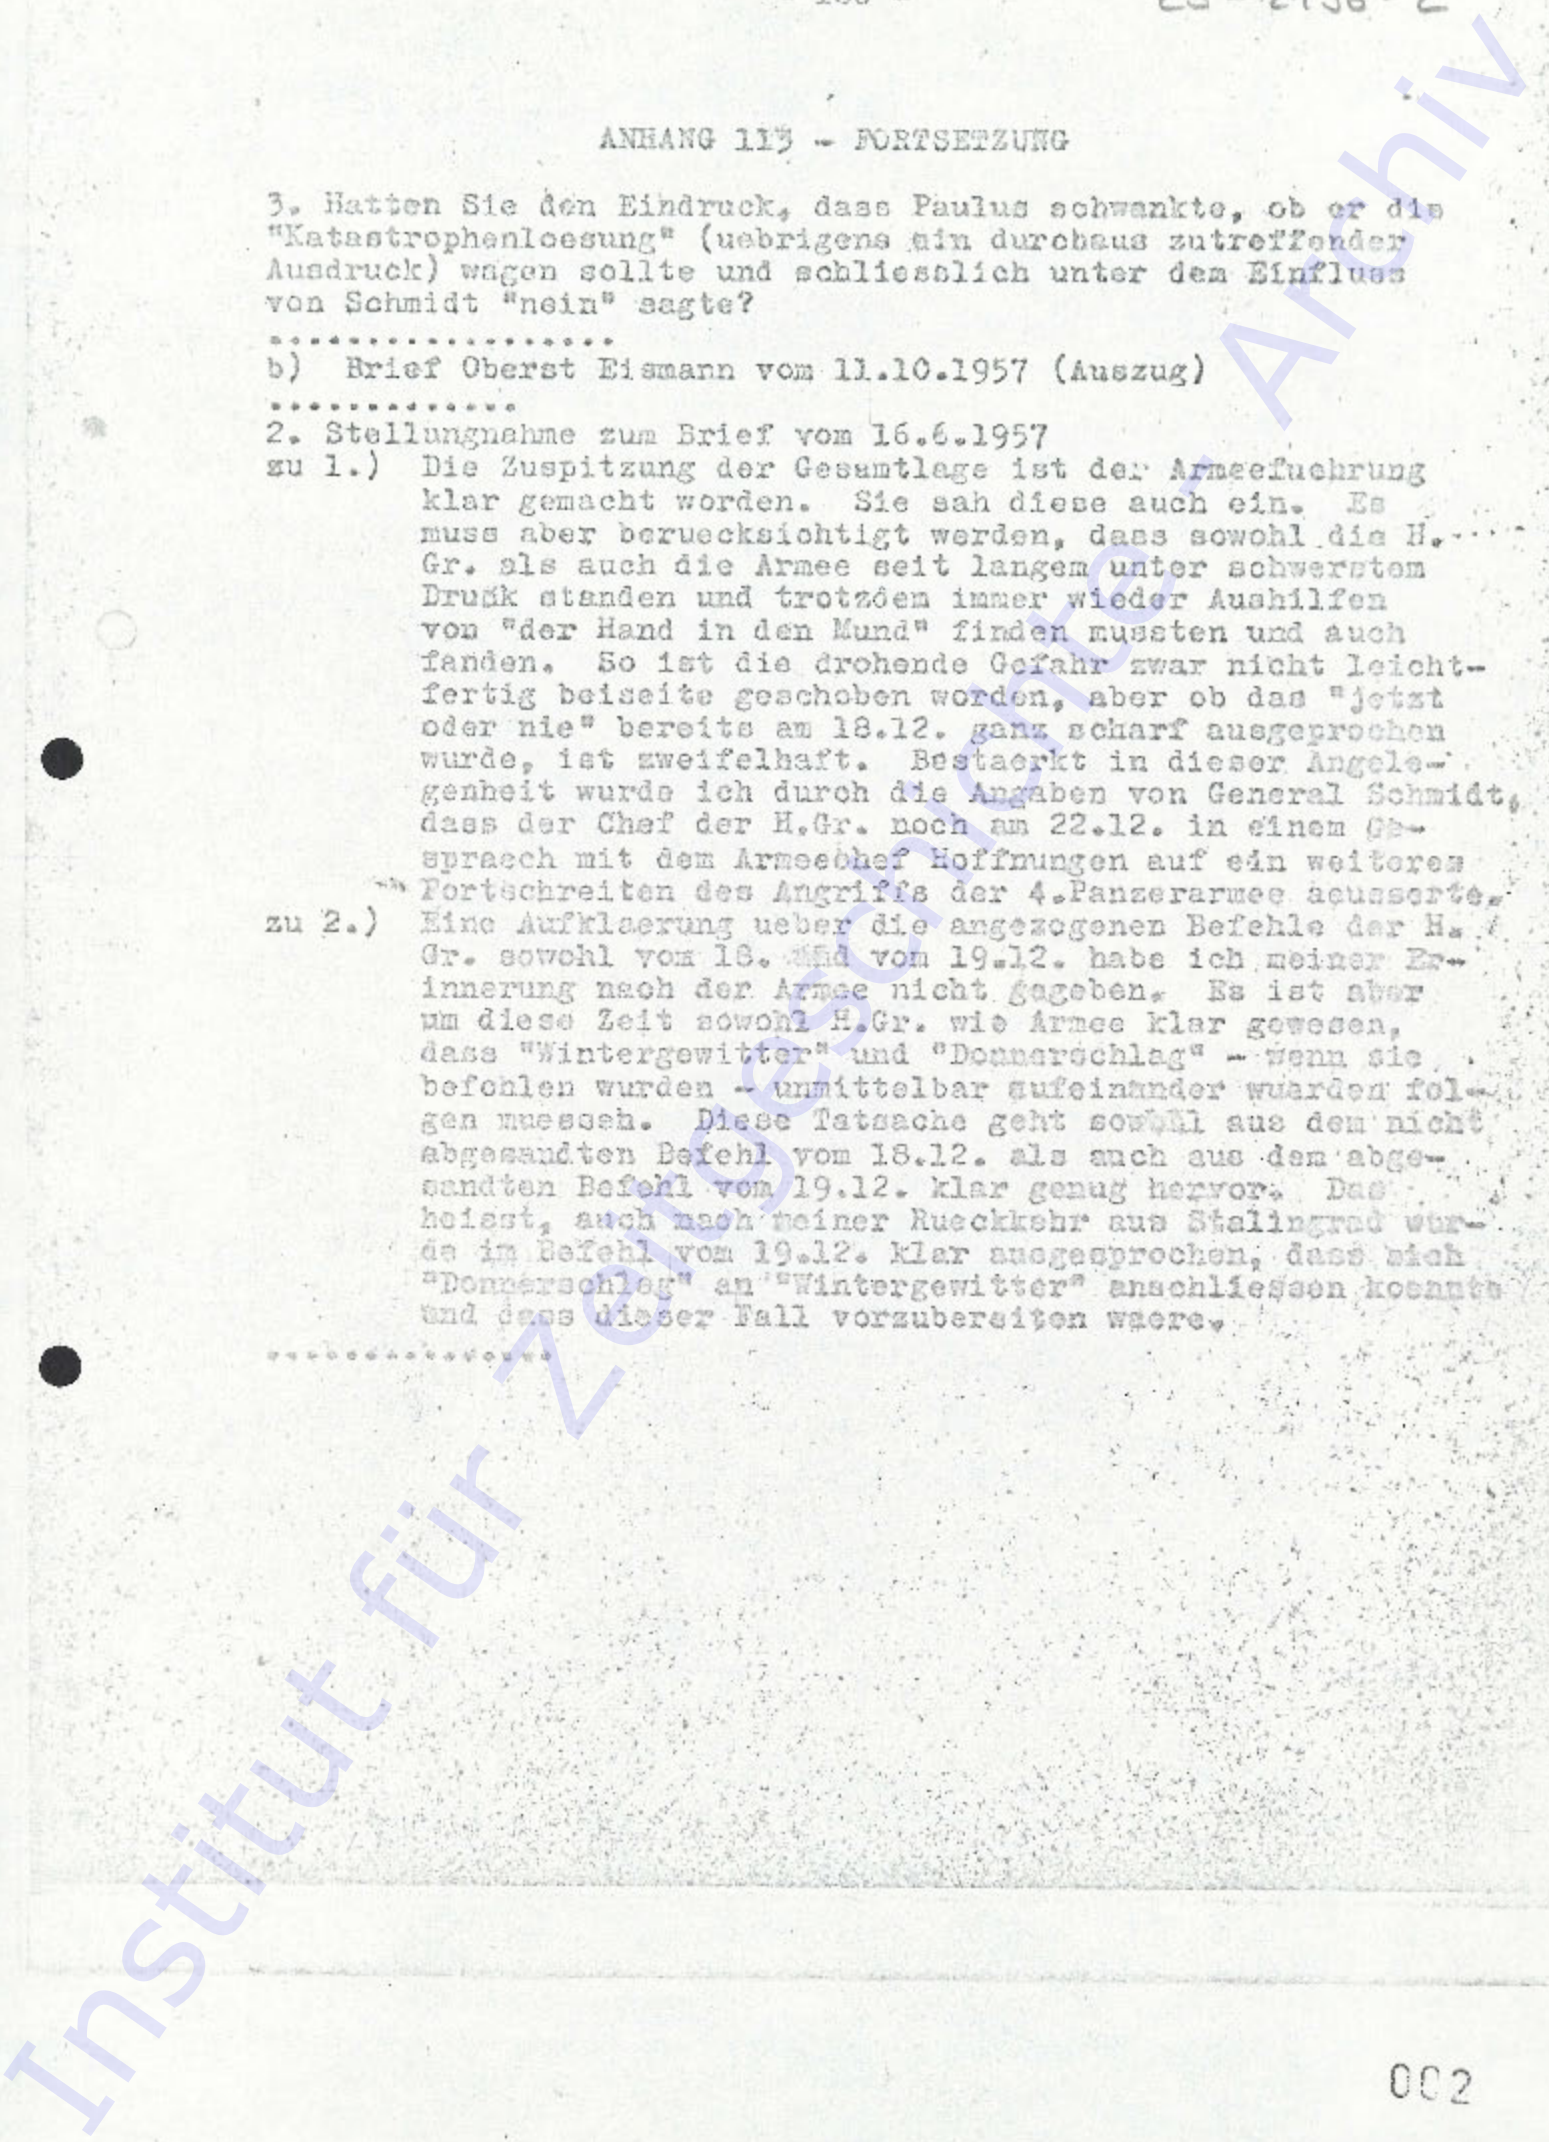 ANHANG 113 - FORTSETZUNG
3. Hatten Sie den Eindruck, dass Paulus schwankte, ob er die
"Katastrophenloesung" (uebrigens ein durchaus zutreffender
Ausdruck) wagen sollte und schliesslich unter dem Einfluss
von Schmidt "nein" sagte?
..................
b) Brief Oberst Eismann vom 11.10.1957 (Auszug)
.............
2. Stellungnahme zum Brief vom 16.6.1957
zu 1.) Die Zuspitzung der Gesamtlage ist der Armeefuehrung
klar gemacht worden. Sie sah diese auch ein. Es
muss aber beruecksichtigt werden, dass sowohl die H.
Gr. als auch die Armee seit langem unter schwerstem
Druck standen und trotzdem immer wieder Aushilfen
von "der Hand in den Mund" finden mussten und auch
fanden. So ist die drohende Gefahr zwar nicht leicht-
fertig beiseite geschoben worden, aber ob das "jetzt
oder nie" bereits am 18.12. ganz scharf ausgesprochen
wurde, ist zweifelhaft. Bestaerkt in dieser Angele-
genheit wurde ich durch die Angaben von General Schmidt,
dass der Chef der H.Gr. noch am 22.12. in einem Ge-
spraech mit dem Armeechef Hoffnungen auf ein weiteres
Fortschreiten des Angriffs der 4.Panzerarmee aeusserte.
zu 2.) Eine Aufklaerung ueber die angezogenen Befehle der H.
Gr. sowohl vom 18. und vom 19.12. habe ich meiner Er-
innerung nach der Armee nicht gegeben. Es ist aber
um diese Zeit sowohl H.Gr. wie Armee klar gewesen,
dass "Wintergewitter" und "Donnerschlag" - wenn sie
befohlen wurden - unmittelbar aufeinander wuerden fol-
gen muesseh. Diese Tatsache geht sowohl aus dem nicht
abgesandten Befehl vom 18.12. als auch aus dem abge-
sandten Befehl vom 19.12. klar genug hervor. Das
heisst, auch nach meiner Rueckkehr aus Stalingrad wur-
de im Befehl vom 19.12. klar ausgesprochen, dass sich
"Donnerschlag" an "Wintergewitter" anschliessen koennte
und dass dieser Fall vorzubereiten waere.
...............
002
Institut für Zeitgeschichte - Archiv